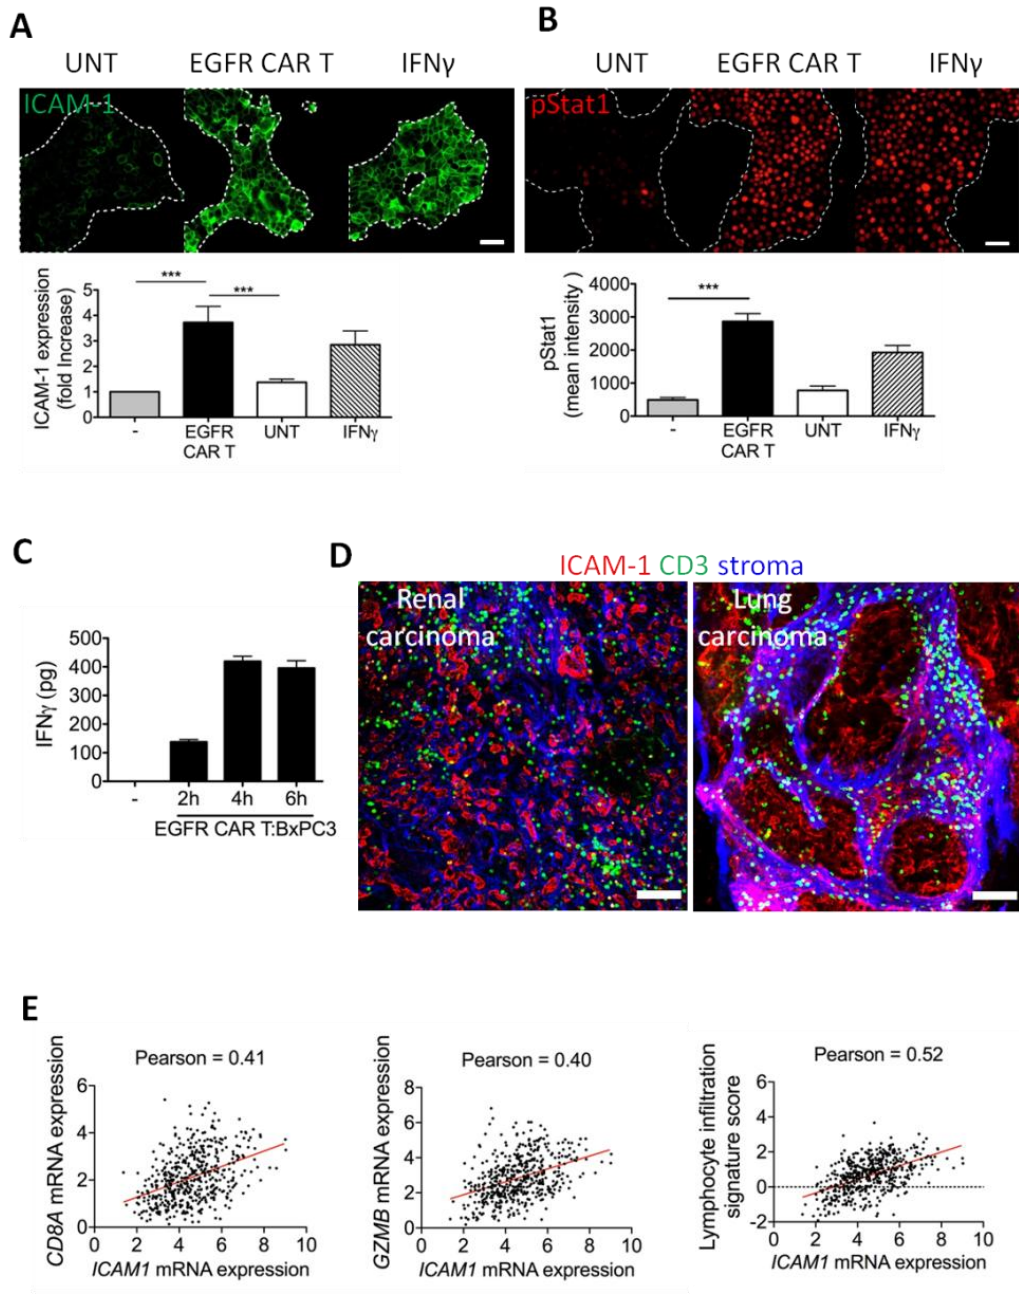 A
UNT EGFR CAR T IFNγ
ICAM-1
ICAM-1 expression
(fold Increase)
5
4
3
2
1
0
***
***
-
EGFR
CAR T
UNT
IFNγ
B
UNT EGFR CAR T IFNγ
pStat1
pStat1
(mean intensity )
4000
3000
2000
1000
0
***
-
EGFR
CAR T
UNT
IFNγ
C
IFNγ (pg)
500
400
300
200
100
0
- 2h 4h 6h
EGFR CAR T:BxPC3
D
ICAM-1 CD3 stroma
Renal
carcinoma
Lung
carcinoma
E
Pearson = 0.41
CD8A mRNA expression
6
4
2
0
0 2 4 6 8 10
ICAM1 mRNA expression
Pearson = 0.40
GZMB mRNA expression
8
6
4
2
0
0 2 4 6 8 10
ICAM1 mRNA expression
Pearson = 0.52
Lymphocyte infiltration
signature score
6
4
2
0
-2
0 2 4 6 8 10
ICAM1 mRNA expression